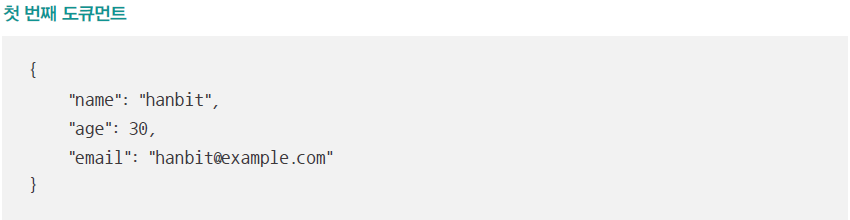 첫 번째 도큐먼트
{
"name": "hanbit",
"age": 30,
"email": "hanbit@example.com"
}